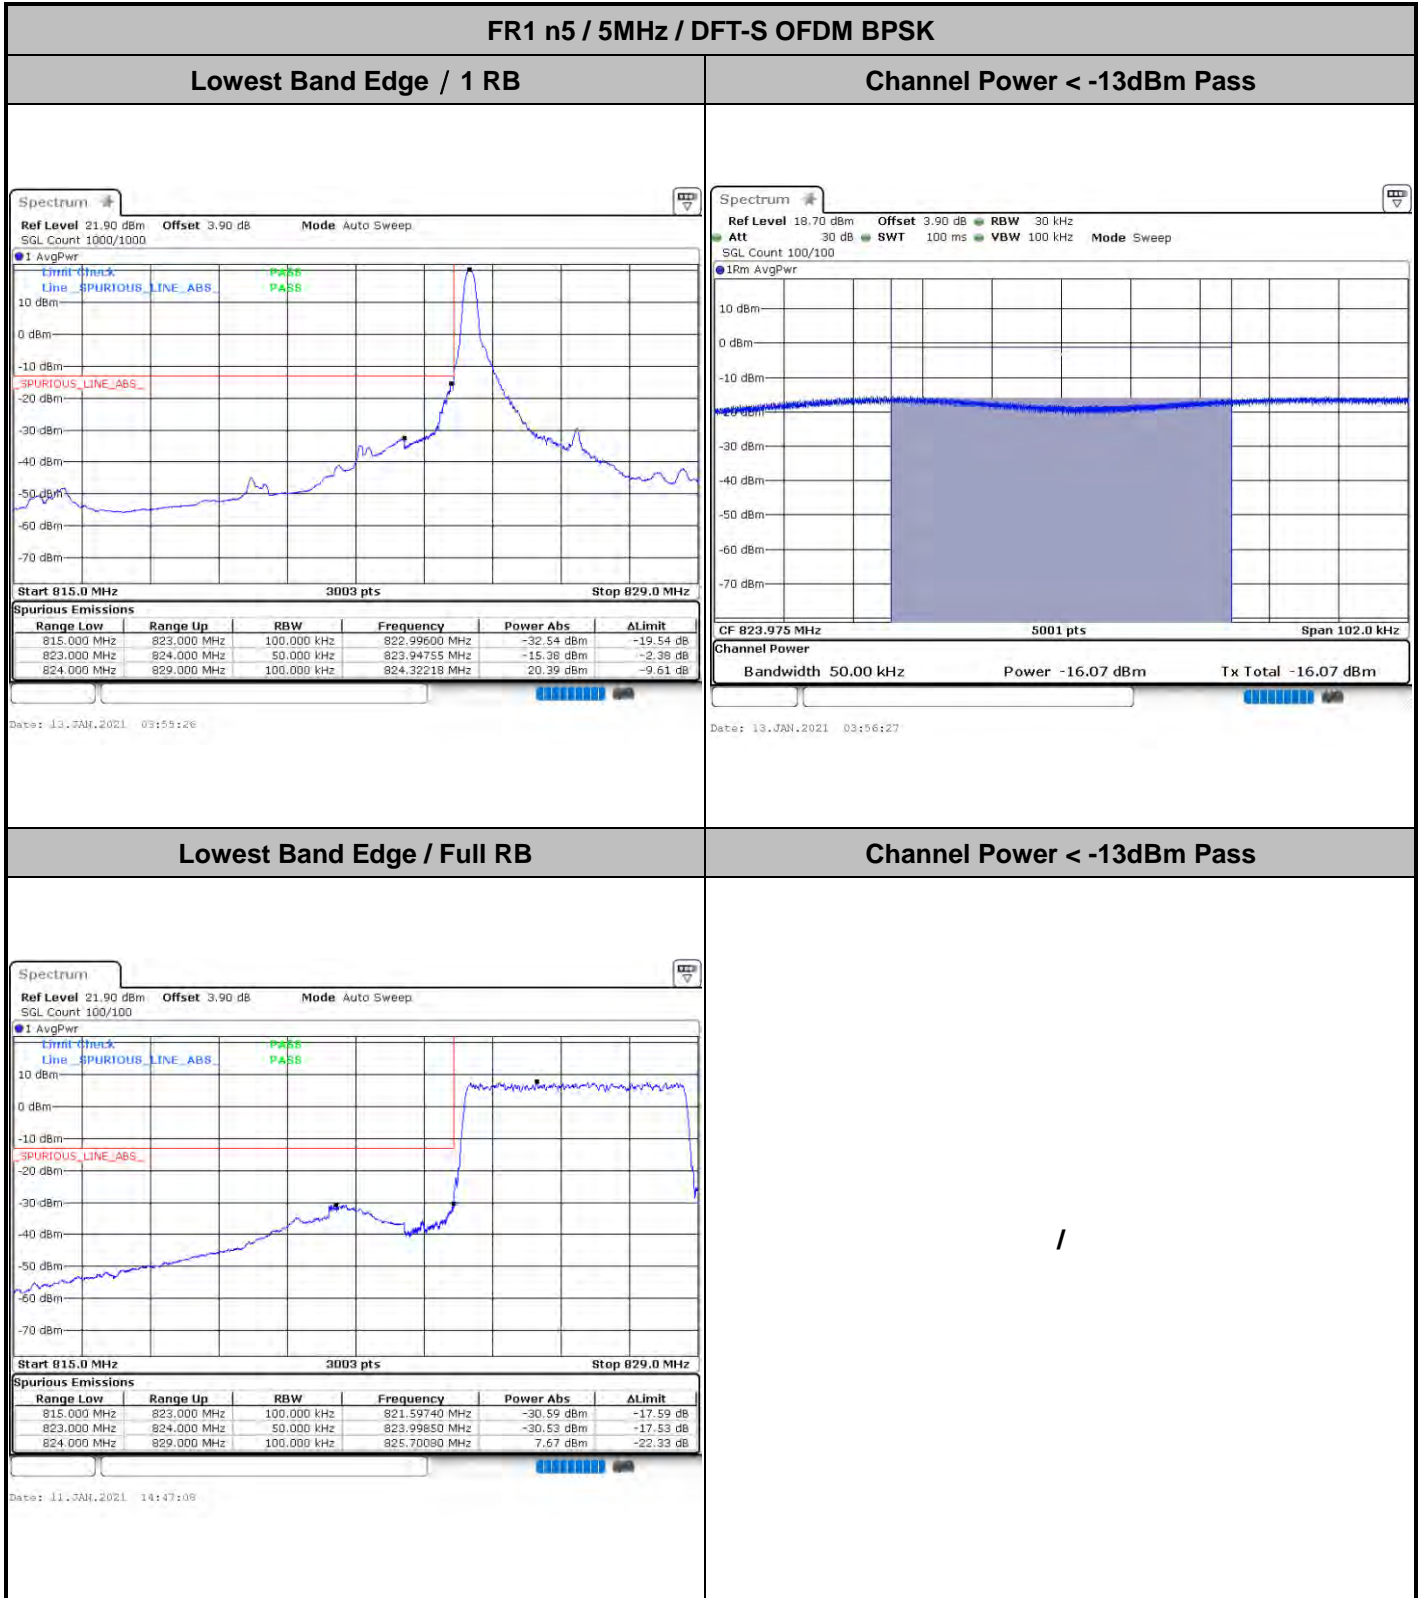 FR1 n5 / 5MHz / DFT-S OFDM BPSK
Lowest Band Edge / 1 RB
Channel Power < -13dBm Pass
Spectrum
Ref Level 21.90 dBm Offset 3.90 dB Mode Auto Sweep
SGL Count 1000/1000
1 AvgPwr
Limit Check PASS
Line _SPURIOUS_LINE_ABS_ PASS
10 dBm
0 dBm
-10 dBm
_SPURIOUS_LINE_ABS_
-20 dBm
-30 dBm
-40 dBm
-50 dBm
-60 dBm
-70 dBm
Start 815.0 MHz 3003 pts Stop 829.0 MHz
Spurious Emissions
Range Low Range Up RBW Frequency Power Abs ΔLimit
815.000 MHz 823.000 MHz 100.000 kHz 822.99600 MHz -32.54 dBm -19.54 dB
823.000 MHz 824.000 MHz 50.000 kHz 823.94755 MHz -15.38 dBm -2.38 dB
824.000 MHz 829.000 MHz 100.000 kHz 824.32218 MHz 20.39 dBm -9.61 dB
Date: 13.JAN.2021 03:55:26
Spectrum
Ref Level 18.70 dBm Offset 3.90 dB RBW 30 kHz
Att 30 dB SWT 100 ms VBW 100 kHz Mode Sweep
SGL Count 100/100
1Rm AvgPwr
10 dBm
0 dBm
-10 dBm
-20 dBm
-30 dBm
-40 dBm
-50 dBm
-60 dBm
-70 dBm
CF 823.975 MHz 5001 pts Span 102.0 kHz
Channel Power
Bandwidth 50.00 kHz Power -16.07 dBm Tx Total -16.07 dBm
Date: 13.JAN.2021 03:56:27
Lowest Band Edge / Full RB
Channel Power < -13dBm Pass
Spectrum
Ref Level 21.90 dBm Offset 3.90 dB Mode Auto Sweep
SGL Count 100/100
1 AvgPwr
Limit Check PASS
Line _SPURIOUS_LINE_ABS_ PASS
10 dBm
0 dBm
-10 dBm
_SPURIOUS_LINE_ABS_
-20 dBm
-30 dBm
-40 dBm
-50 dBm
-60 dBm
-70 dBm
Start 815.0 MHz 3003 pts Stop 829.0 MHz
Spurious Emissions
Range Low Range Up RBW Frequency Power Abs ΔLimit
815.000 MHz 823.000 MHz 100.000 kHz 821.59740 MHz -30.59 dBm -17.59 dB
823.000 MHz 824.000 MHz 50.000 kHz 823.99850 MHz -30.53 dBm -17.53 dB
824.000 MHz 829.000 MHz 100.000 kHz 825.70080 MHz 7.67 dBm -22.33 dB
Date: 11.JAN.2021 14:47:08
/